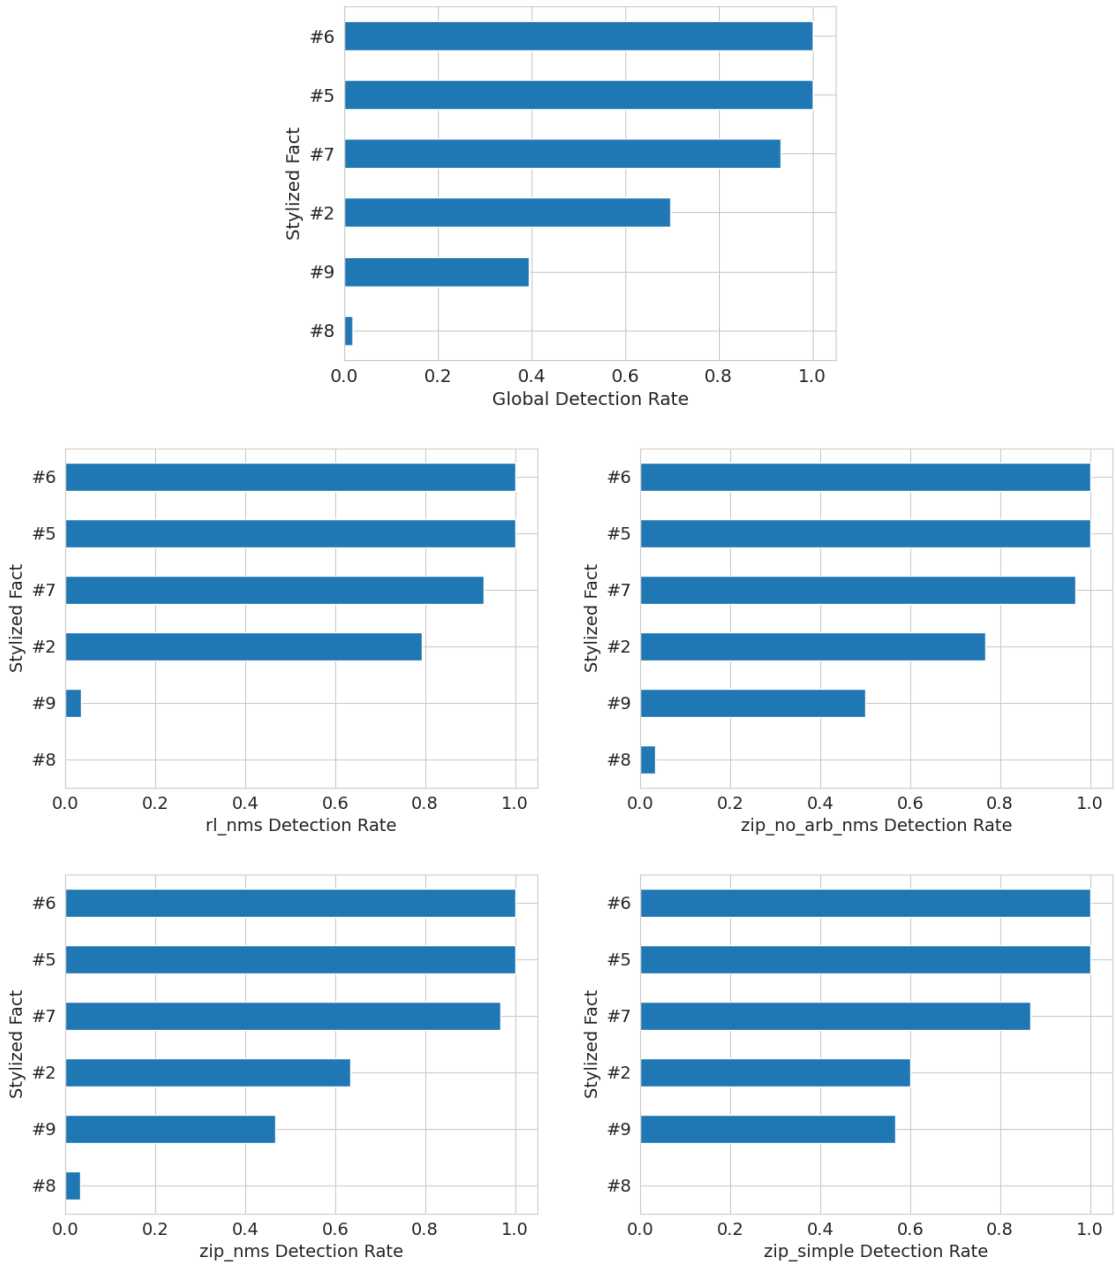 #6
#5
#7
#2
#9
#8
Stylized Fact
0.0 0.2 0.4 0.6 0.8 1.0
Global Detection Rate
#6
#5
#7
#2
#9
#8
Stylized Fact
0.0 0.2 0.4 0.6 0.8 1.0
rl_nms Detection Rate
#6
#5
#7
#2
#9
#8
Stylized Fact
0.0 0.2 0.4 0.6 0.8 1.0
zip_no_arb_nms Detection Rate
#6
#5
#7
#2
#9
#8
Stylized Fact
0.0 0.2 0.4 0.6 0.8 1.0
zip_nms Detection Rate
#6
#5
#7
#2
#9
#8
Stylized Fact
0.0 0.2 0.4 0.6 0.8 1.0
zip_simple Detection Rate